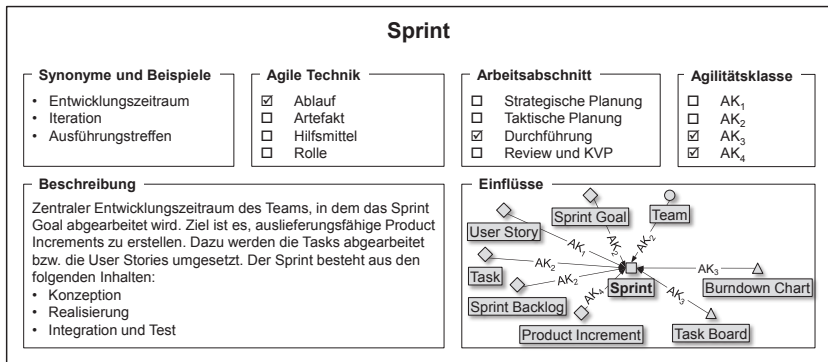 Sprint
Synonyme und Beispiele
• Entwicklungszeitraum
• Iteration
• Ausführungstreffen
Agile Technik
☑ Ablauf
☐ Artefakt
☐ Hilfsmittel
☐ Rolle
Arbeitsabschnitt
☐ Strategische Planung
☐ Taktische Planung
☑ Durchführung
☐ Review und KVP
Agilitätsklasse
☐ AK₁
☐ AK₂
☑ AK₃
☑ AK₄
Beschreibung
Zentraler Entwicklungszeitraum des Teams, in dem das Sprint
Goal abgearbeitet wird. Ziel ist es, auslieferungsfähige Product
Increments zu erstellen. Dazu werden die Tasks abgearbeitet
bzw. die User Stories umgesetzt. Der Sprint besteht aus den
folgenden Inhalten:
• Konzeption
• Realisierung
• Integration und Test
Einflüsse
User Story
Sprint Goal
Team
AK₁
AK₂
AK₂
Task
AK₂
Sprint Backlog
AK₂
Product Increment
AK₄
Sprint
AK₃
Burndown Chart
AK₃
Task Board